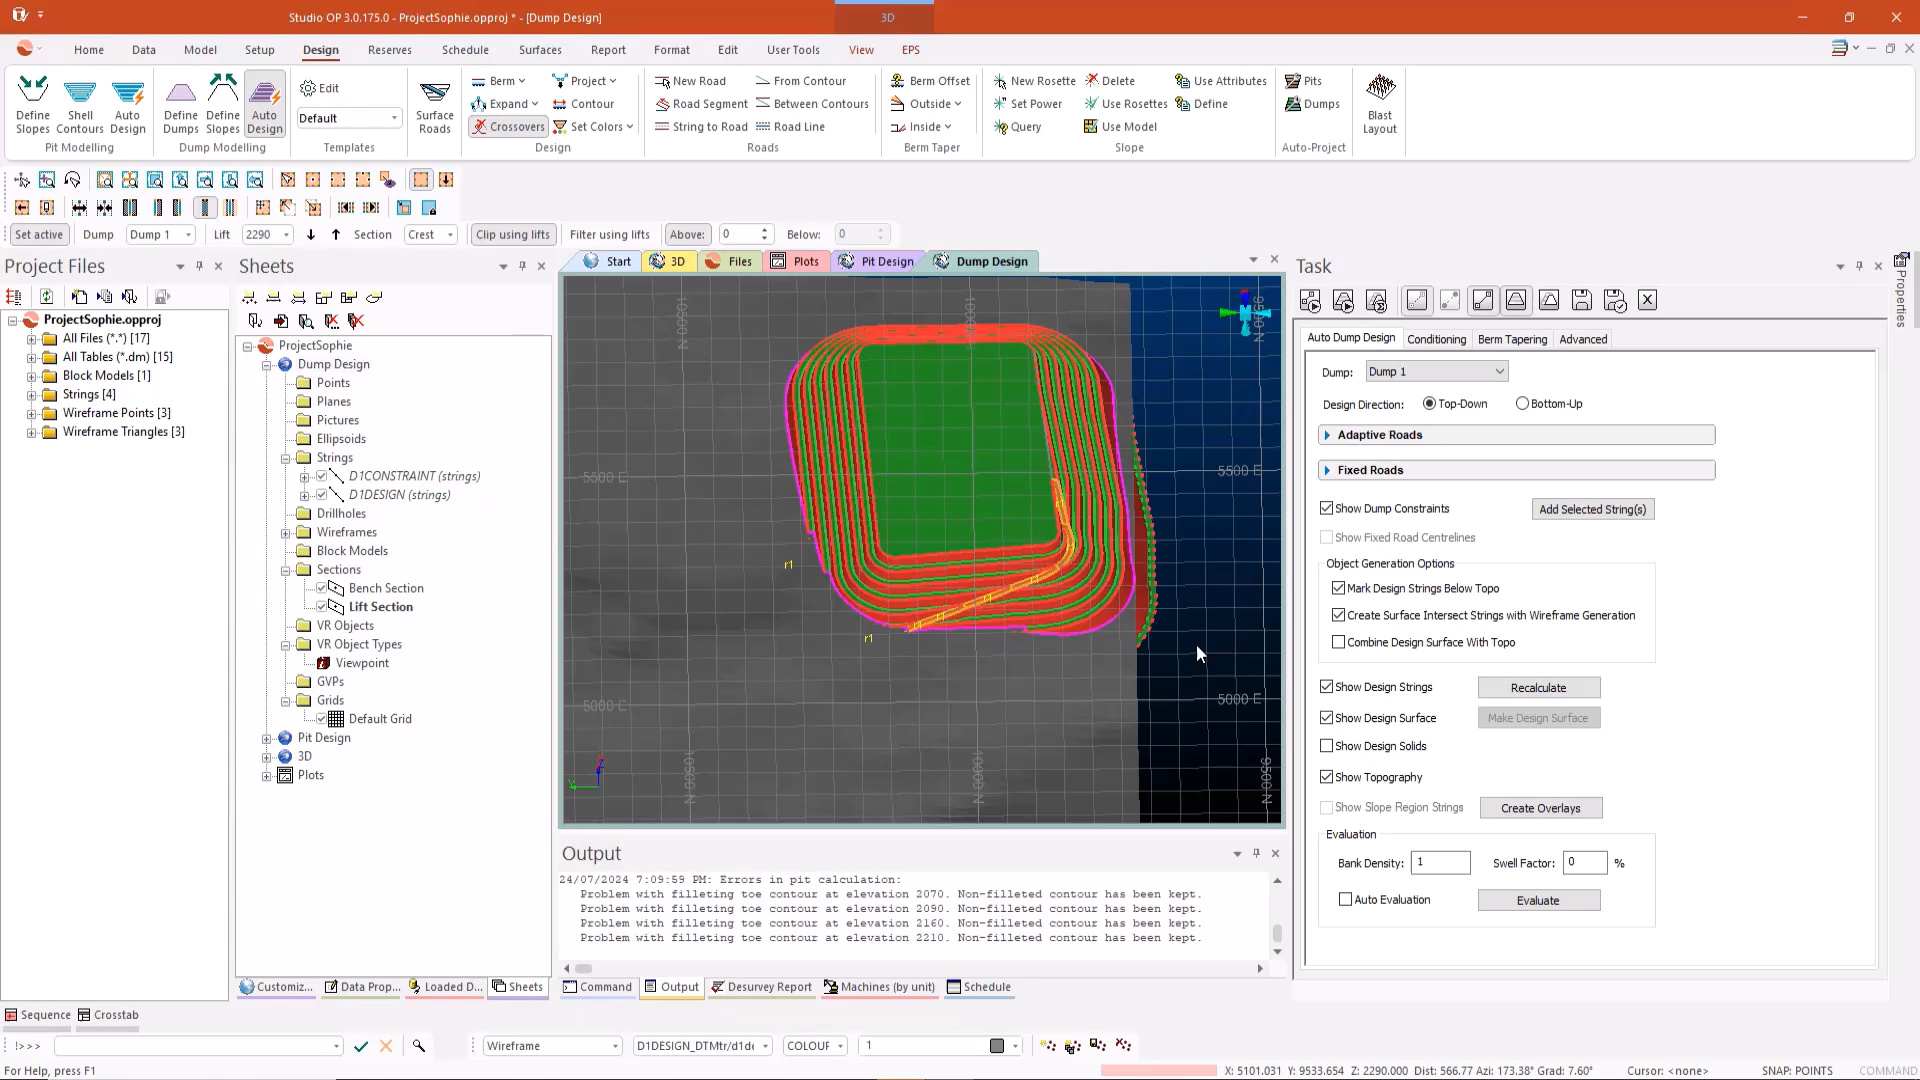 Studio OP 3.0.175.0 - ProjectSophie.opproj * - [Dump Design]
3D
Home Data Model Setup Design Reserves Schedule Surfaces Report Format Edit User Tools View EPS
Define Slopes
Shell Contours
Auto Design
Pit Modelling
Define Dumps
Define Slopes
Auto Design
Dump Modelling
Edit
Default
Templates
Surface Roads
Berm
Project
Expand
Contour
Crossovers
Set Colors
Design
New Road
From Contour
Road Segment
Between Contours
String to Road
Road Line
Roads
Berm Offset
Outside
Inside
Berm Taper
New Rosette
Delete
Use Attributes
Set Power
Use Rosettes
Define
Query
Use Model
Slope
Pits
Dumps
Auto-Project
Blast Layout
Set active Dump Dump 1 Lift 2290 Section Crest Clip using lifts Filter using lifts Above: 0 Below: 0
Project Files
ProjectSophie.opproj
All Files (*.*) [17]
All Tables (*.dm) [15]
Block Models [1]
Strings [4]
Wireframe Points [3]
Wireframe Triangles [3]
Sheets
ProjectSophie
Dump Design
Points
Planes
Pictures
Ellipsoids
Strings
D1CONSTRAINT (strings)
D1DESIGN (strings)
Drillholes
Wireframes
Block Models
Sections
Bench Section
Lift Section
VR Objects
VR Object Types
Viewpoint
GVPs
Grids
Default Grid
Pit Design
3D
Plots
Customiz... Data Prop... Loaded D... Sheets
Start 3D Files Plots Pit Design Dump Design
10500 N
10000 N
9500 N
5500 E
5500 E
r1
r1
5000 E
5000 E
10500 N
10000 N
9500 N
Output
24/07/2024 7:09:59 PM: Errors in pit calculation:
Problem with filleting toe contour at elevation 2070. Non-filleted contour has been kept.
Problem with filleting toe contour at elevation 2090. Non-filleted contour has been kept.
Problem with filleting toe contour at elevation 2160. Non-filleted contour has been kept.
Problem with filleting toe contour at elevation 2210. Non-filleted contour has been kept.
Command Output Desurvey Report Machines (by unit) Schedule
Task
Properties
Auto Dump Design Conditioning Berm Tapering Advanced
Dump: Dump 1
Design Direction: Top-Down Bottom-Up
Adaptive Roads
Fixed Roads
Show Dump Constraints Add Selected String(s)
Show Fixed Road Centrelines
Object Generation Options
Mark Design Strings Below Topo
Create Surface Intersect Strings with Wireframe Generation
Combine Design Surface With Topo
Show Design Strings Recalculate
Show Design Surface Make Design Surface
Show Design Solids
Show Topography
Show Slope Region Strings Create Overlays
Evaluation
Bank Density: 1 Swell Factor: 0 %
Auto Evaluation Evaluate
Sequence Crosstab
!>>> Wireframe D1DESIGN_DTMtr/d1de COLOUF 1
For Help, press F1 X: 5101.031 Y: 9533.654 Z: 2290.000 Dist: 566.77 Azi: 173.38° Grad: 7.60° Cursor: <none> SNAP: POINTS COMMAND